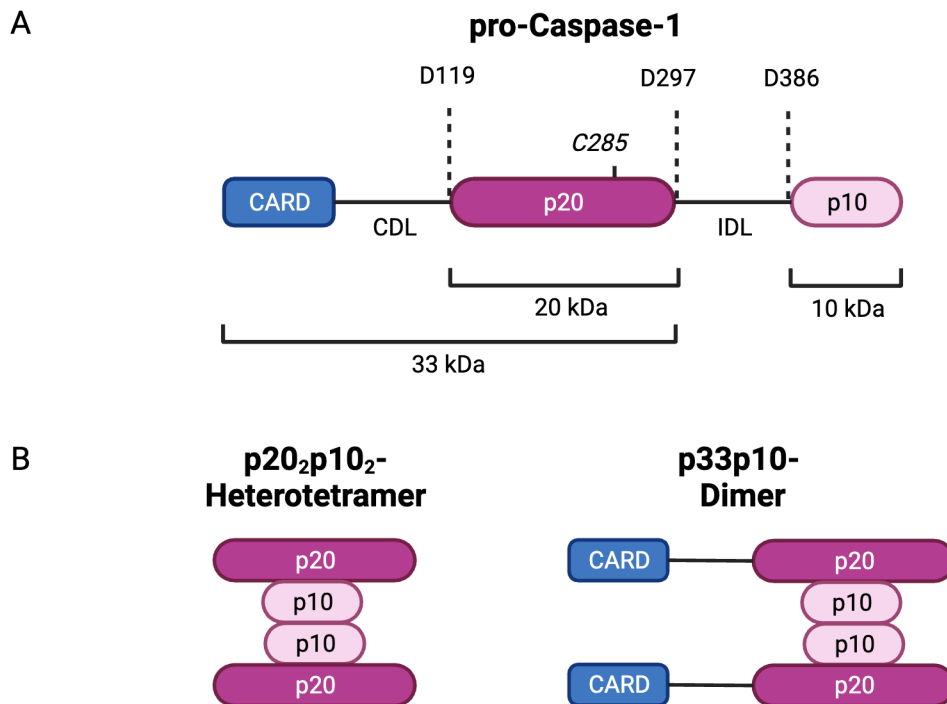 A
pro-Caspase-1
D119 D297 D386
C285
CARD p20 p10
CDL IDL
20 kDa 10 kDa
33 kDa
B
p20₂p10₂-
Heterotetramer
p20
p10
p10
p20
p33p10-
Dimer
CARD p20
p10
p10
CARD p20